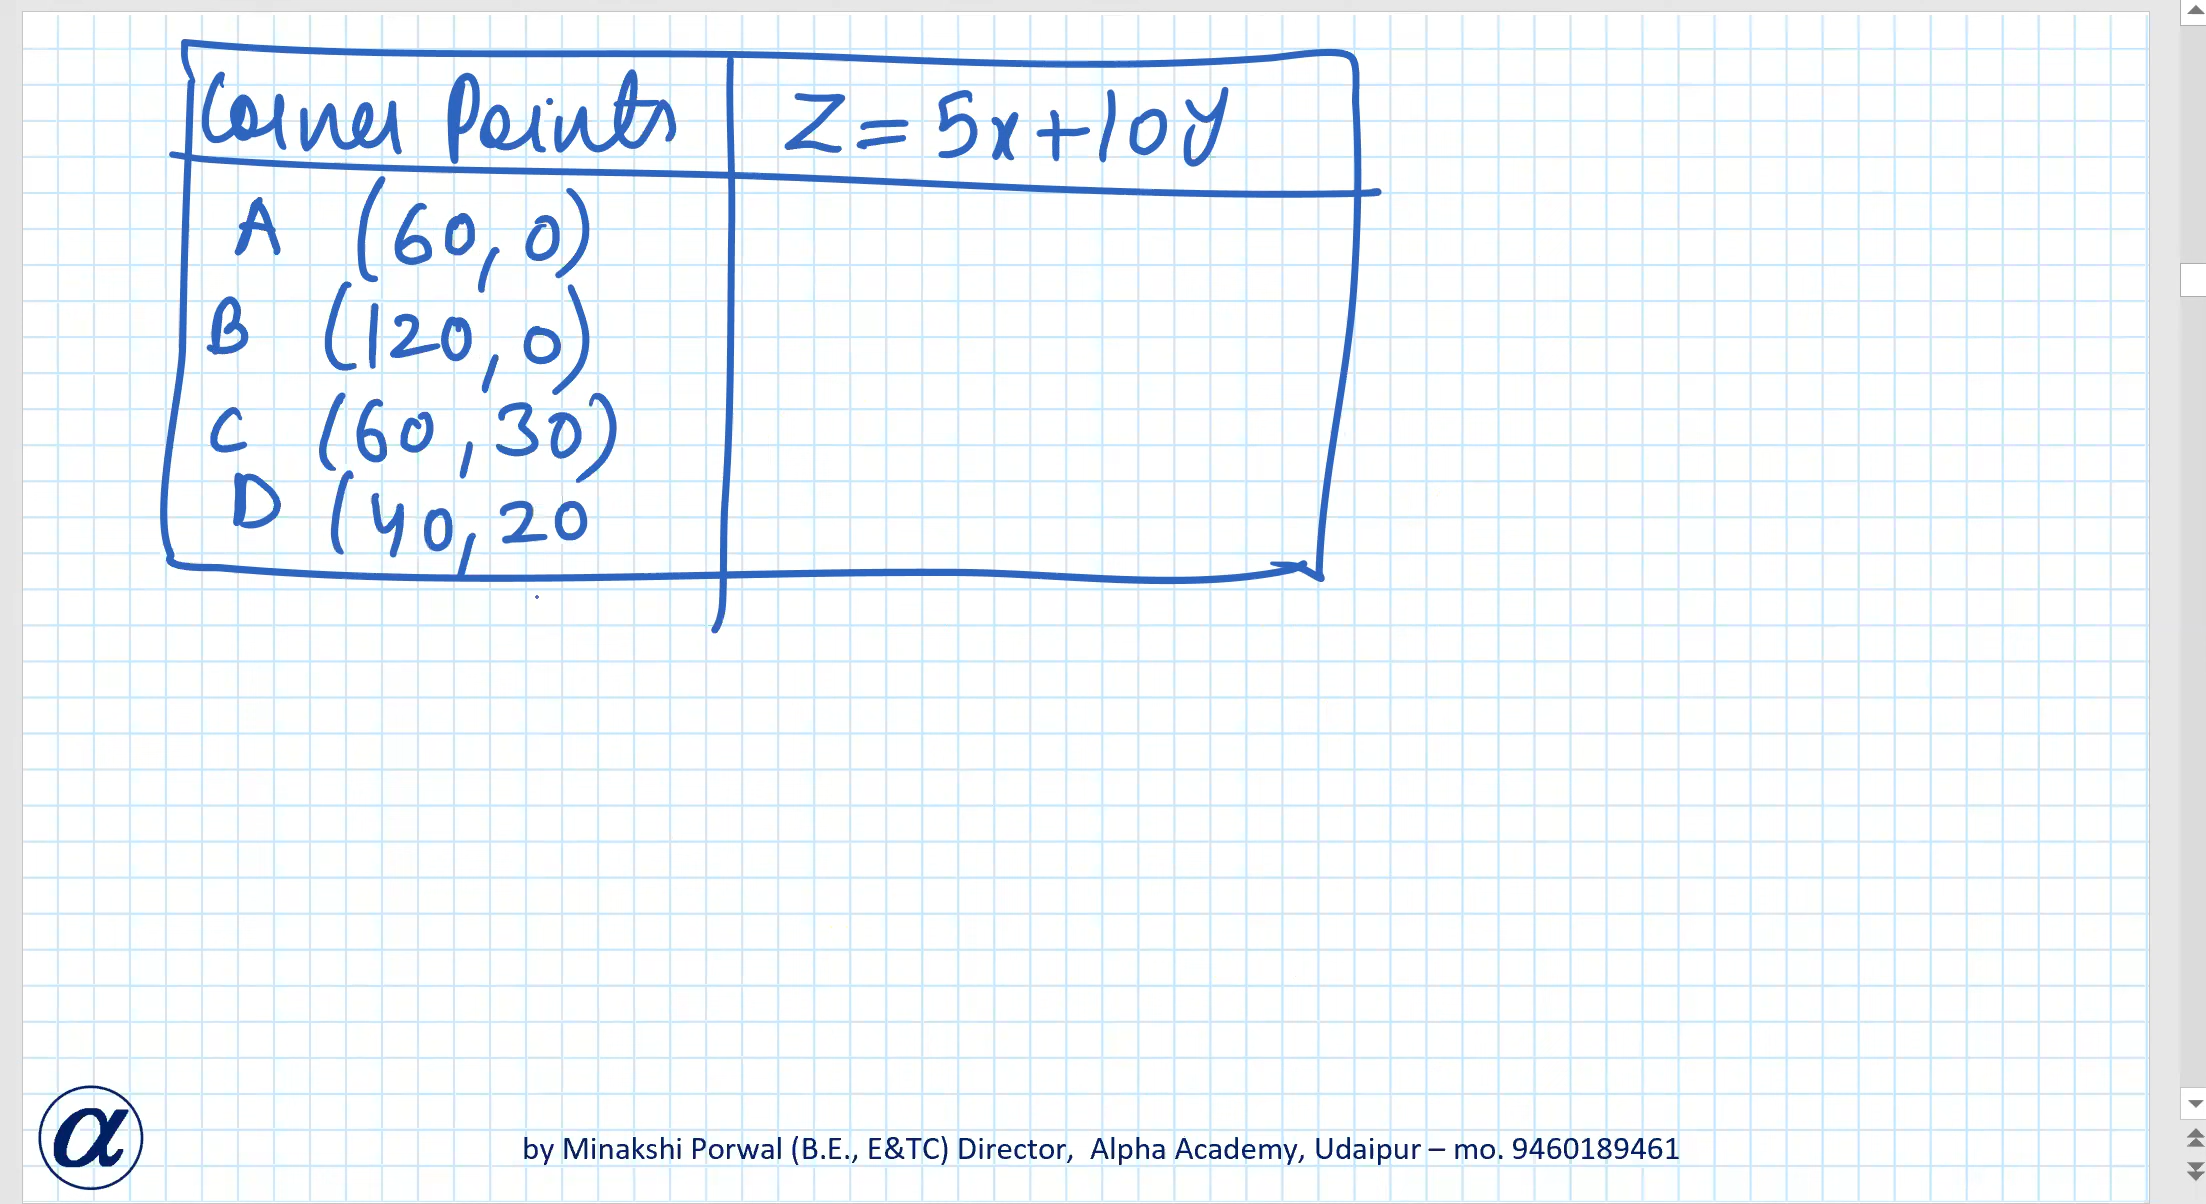 Corner Points Z = 5x+10y
A (60, 0)
B (120, 0)
C (60, 30)
D (40, 20
α
by Minakshi Porwal (B.E., E&TC) Director, Alpha Academy, Udaipur – mo. 9460189461